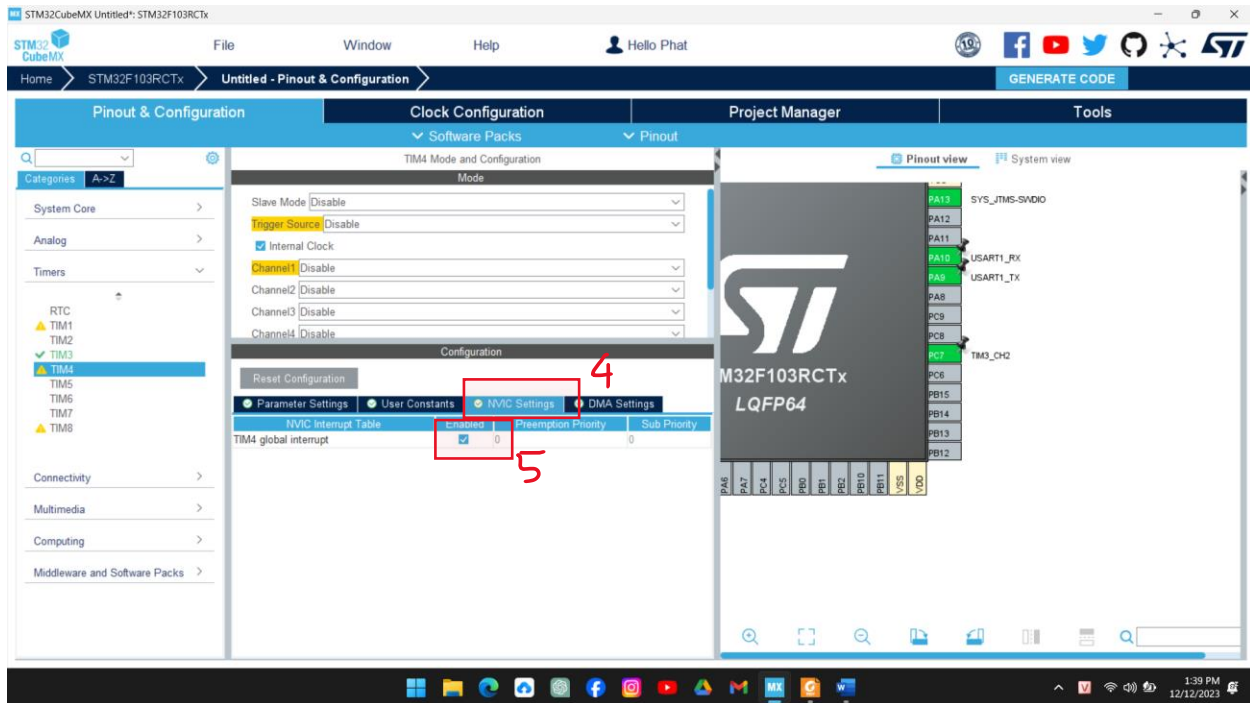 MX STM32CubeMX Untitled*: STM32F103RCTx
STM32 CubeMX
File Window Help Hello Phat
10
Home STM32F103RCTx Untitled - Pinout & Configuration GENERATE CODE
Pinout & Configuration Clock Configuration Project Manager Tools
Software Packs Pinout
TIM4 Mode and Configuration
Pinout view System view
Categories A->Z
System Core
Analog
Timers
RTC
TIM1
TIM2
TIM3
TIM4
TIM5
TIM6
TIM7
TIM8
Connectivity
Multimedia
Computing
Middleware and Software Packs
Mode
Slave Mode Disable
Trigger Source Disable
Internal Clock
Channel1 Disable
Channel2 Disable
Channel3 Disable
Channel4 Disable
Configuration
4
Reset Configuration
Parameter Settings User Constants NVIC Settings DMA Settings
NVIC Interrupt Table Enabled Preemption Priority Sub Priority
TIM4 global interrupt 0 0
5
PA13 SYS_JTMS-SWDIO
PA12
PA11
PA10 USART1_RX
PA9 USART1_TX
PA8
PC9
PC8
PC7 TIM3_CH2
PC6
PB15
PB14
PB13
PB12
M32F103RCTx
LQFP64
PA6 PA7 PC4 PC5 PB0 PB1 PB2 PB10 PB11 VSS VDD
MX W V
1:39 PM
12/12/2023